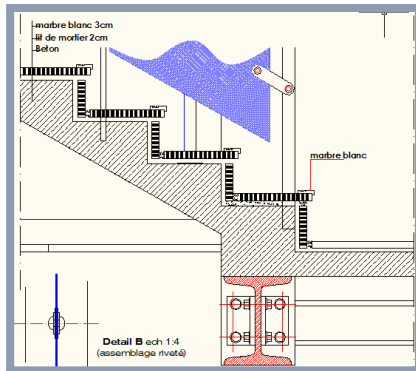 marbre blanc 3cm
lit de mortier 2cm
Beton
marbre blanc
Detail B ech 1:4
(assemblage riveté)